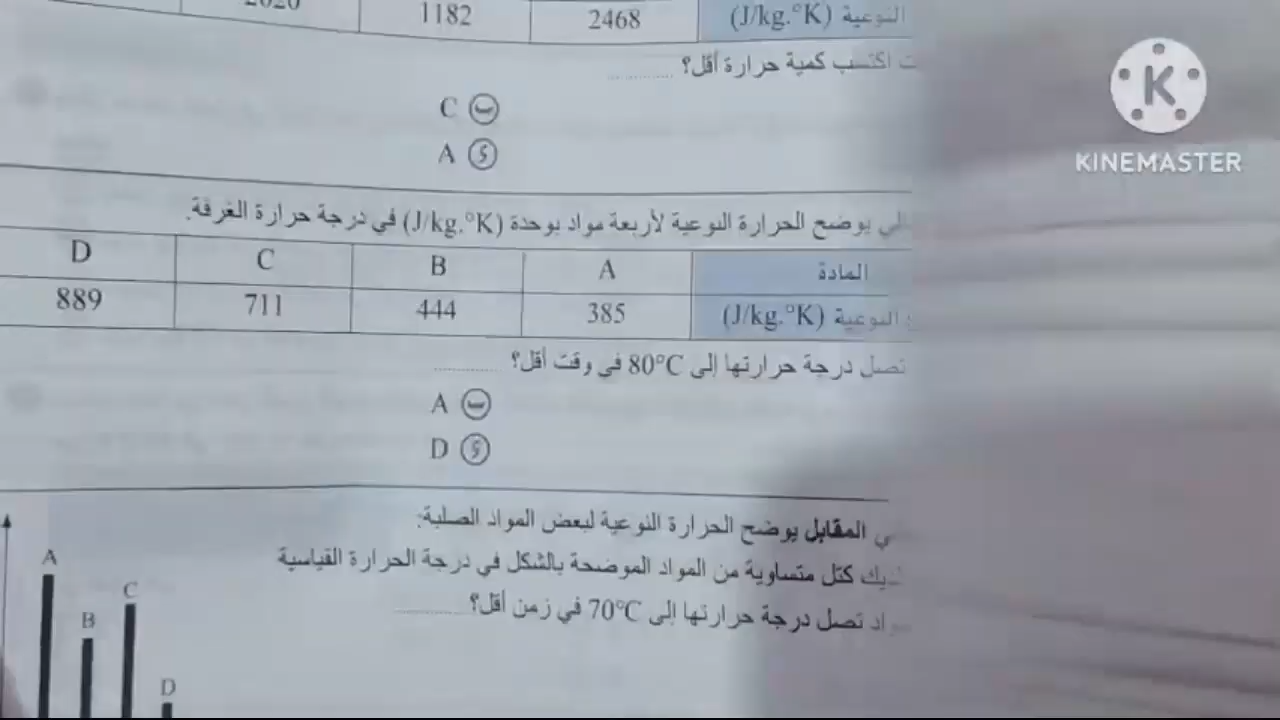 2020 1182 2468 النوعية (J/kg.°K)
اكتسب كمية حرارة أقل؟ ............
ب C
د A
K
KINEMASTER
يوضح الحرارة النوعية لأربعة مواد بوحدة (J/kg.°K) في درجة حرارة الغرفة.
المادة A B C D
النوعية (J/kg.°K) 385 444 711 889
تصل درجة حرارتها إلى 80°C في وقت أقل؟ ............
ب A
د D
المقابل يوضح الحرارة النوعية لبعض المواد الصلبة:
كتل متساوية من المواد الموضحة بالشكل في درجة الحرارة القياسية
تصل درجة حرارتها إلى 70°C في زمن أقل؟ ............
A
B
C
D